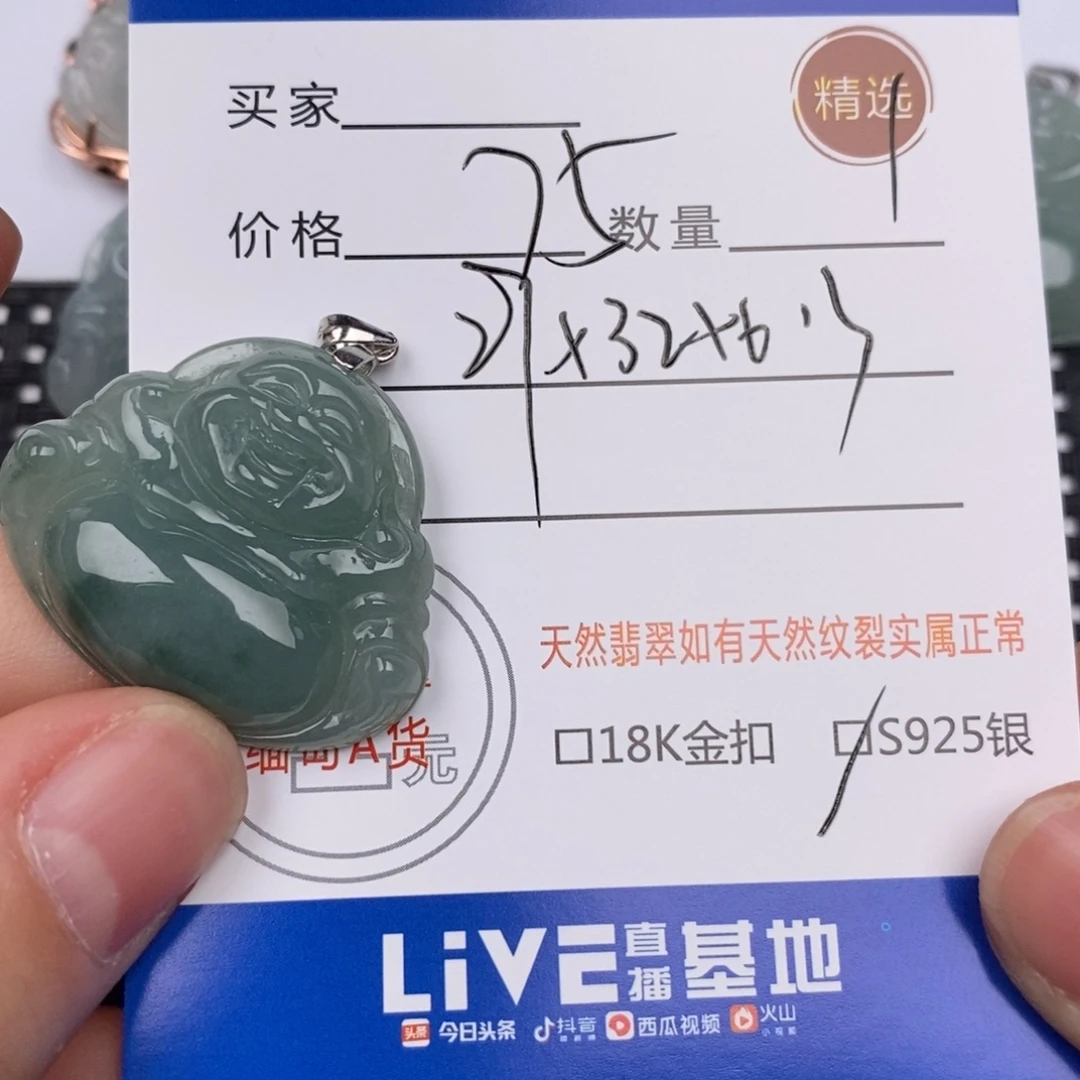 精选
买家
价格 75 数量 1
×32×6.5
天然翡翠如有天然纹裂实属正常
缅甸A货
元
□18K金扣 □S925银
LiVE直播基地
今日头条 抖音 西瓜视频 火山